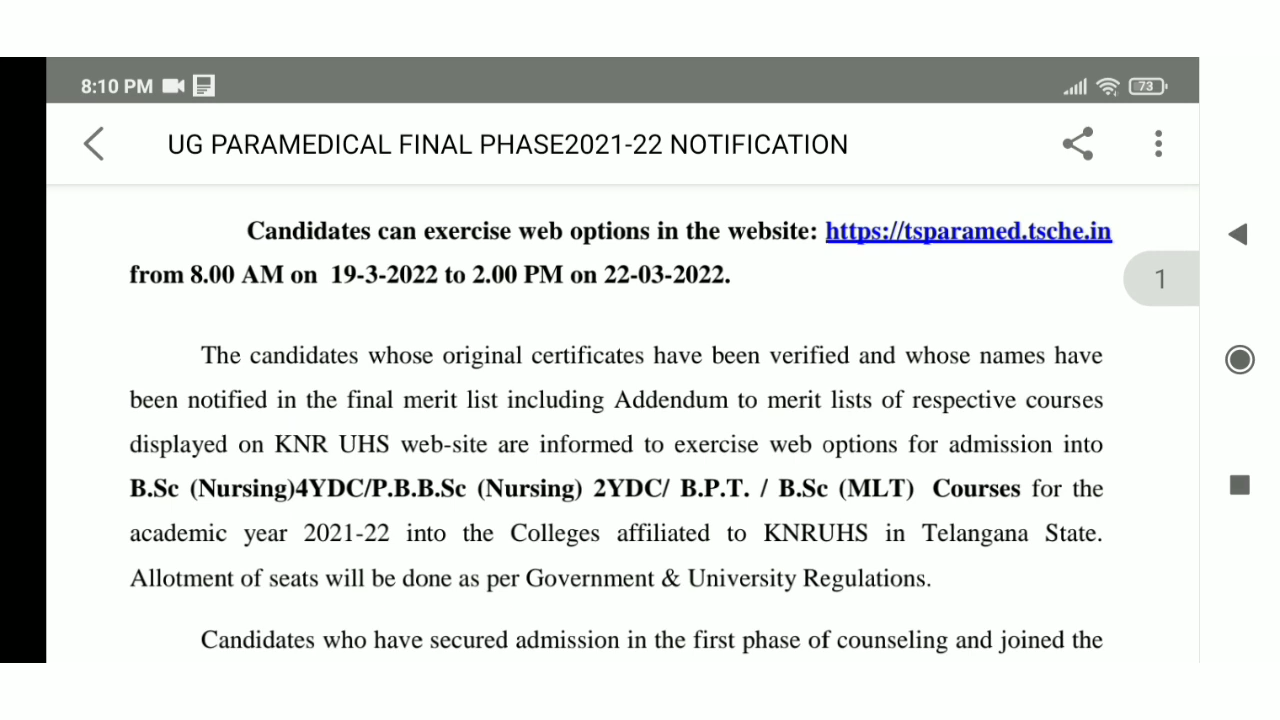 8:10 PM 73
UG PARAMEDICAL FINAL PHASE2021-22 NOTIFICATION
Candidates can exercise web options in the website: https://tsparamed.tsche.in
from 8.00 AM on 19-3-2022 to 2.00 PM on 22-03-2022.
1
The candidates whose original certificates have been verified and whose names have
been notified in the final merit list including Addendum to merit lists of respective courses
displayed on KNR UHS web-site are informed to exercise web options for admission into
B.Sc (Nursing)4YDC/P.B.B.Sc (Nursing) 2YDC/ B.P.T. / B.Sc (MLT) Courses for the
academic year 2021-22 into the Colleges affiliated to KNRUHS in Telangana State.
Allotment of seats will be done as per Government & University Regulations.
Candidates who have secured admission in the first phase of counseling and joined the